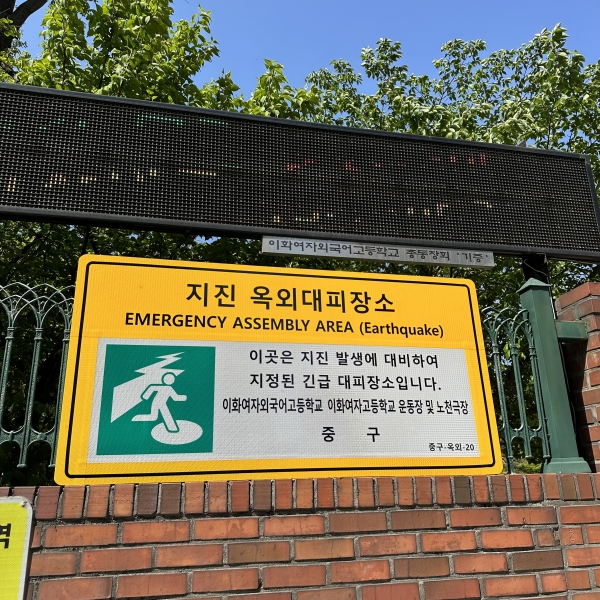 이화여자외국어고등학교 총동창회 '기증'
지진 옥외대피장소
EMERGENCY ASSEMBLY AREA (Earthquake)
이곳은 지진 발생에 대비하여
지정된 긴급 대피장소입니다.
이화여자외국어고등학교 이화여자고등학교 운동장 및 노천극장
중 구
중구-옥외-20
역